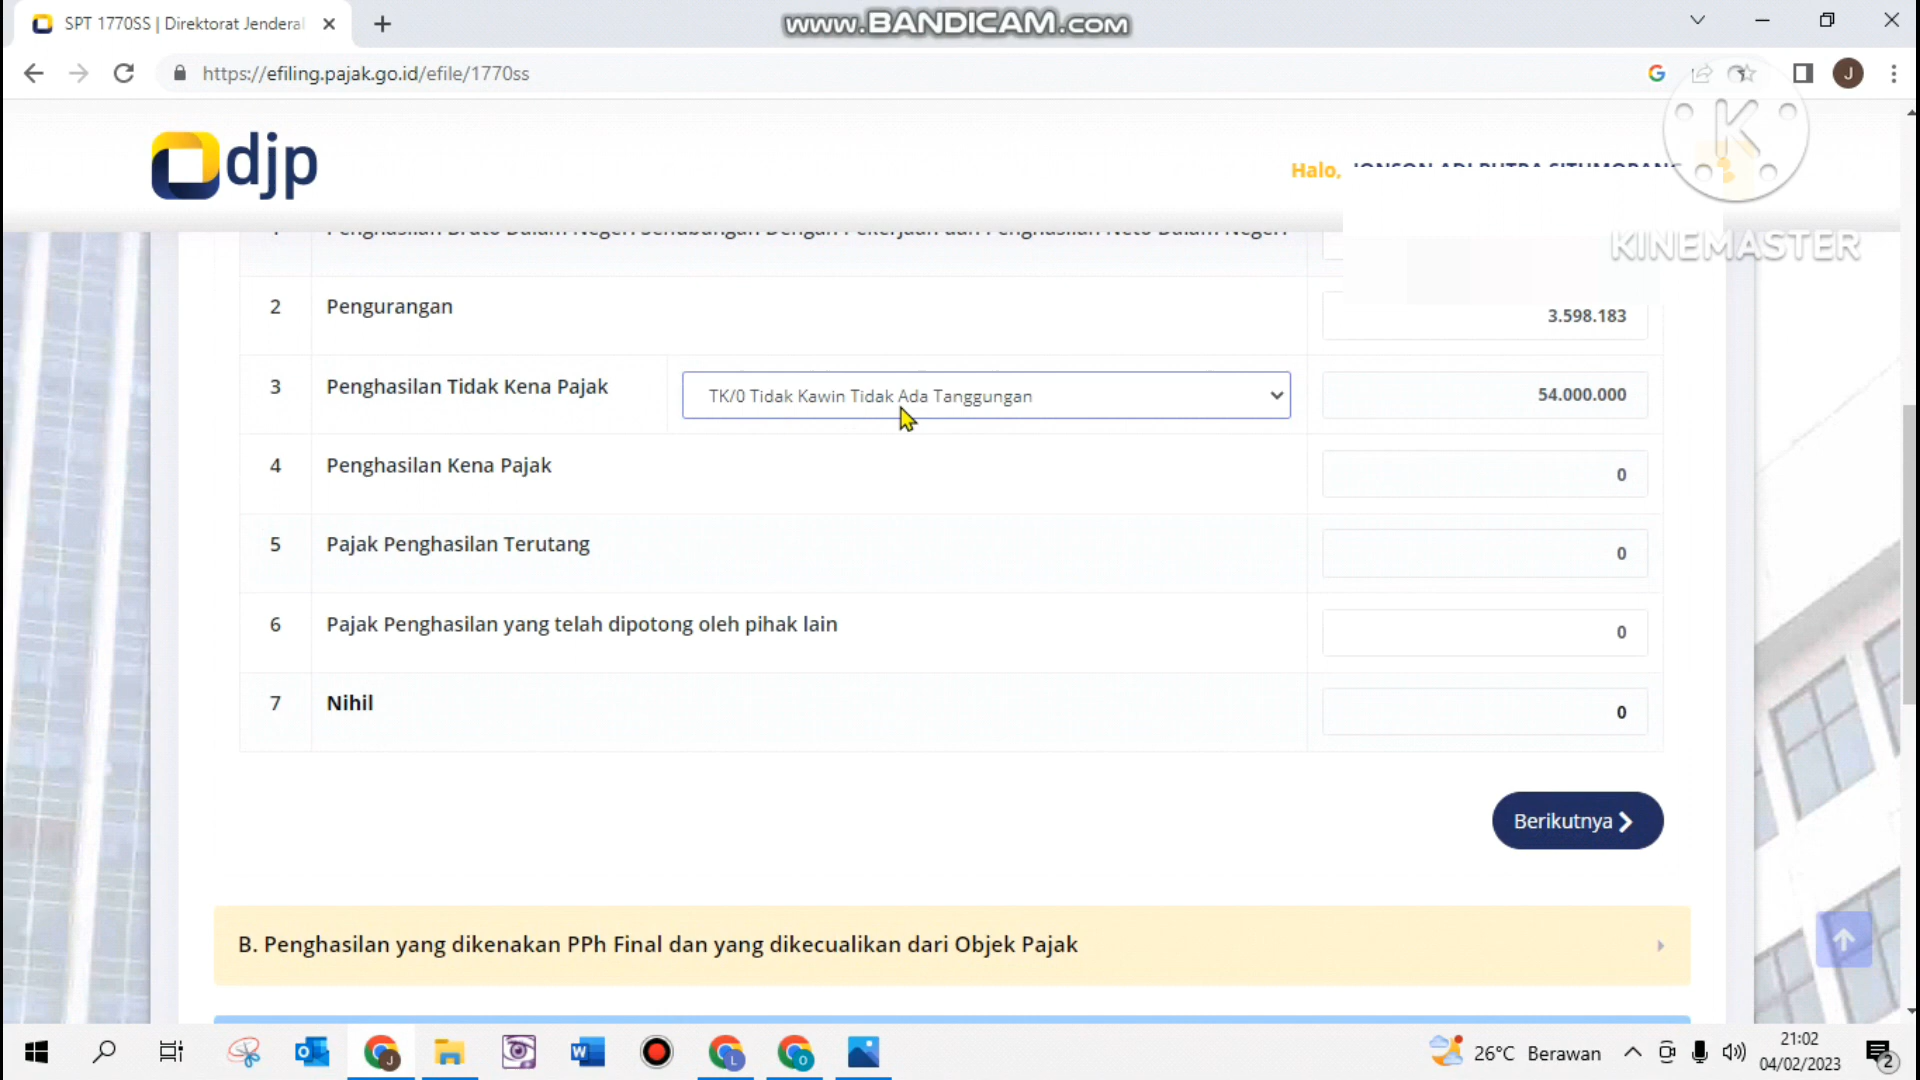 SPT 1770SS | Direktorat Jenderal
www.BANDICAM.com
https://efiling.pajak.go.id/efile/1770ss
J
K
djp
Halo,
KINEMASTER
2 Pengurangan 3.598.183
3 Penghasilan Tidak Kena Pajak TK/0 Tidak Kawin Tidak Ada Tanggungan 54.000.000
4 Penghasilan Kena Pajak 0
5 Pajak Penghasilan Terutang 0
6 Pajak Penghasilan yang telah dipotong oleh pihak lain 0
7 Nihil 0
Berikutnya
B. Penghasilan yang dikenakan PPh Final dan yang dikecualikan dari Objek Pajak
26°C Berawan
21:02
04/02/2023
2